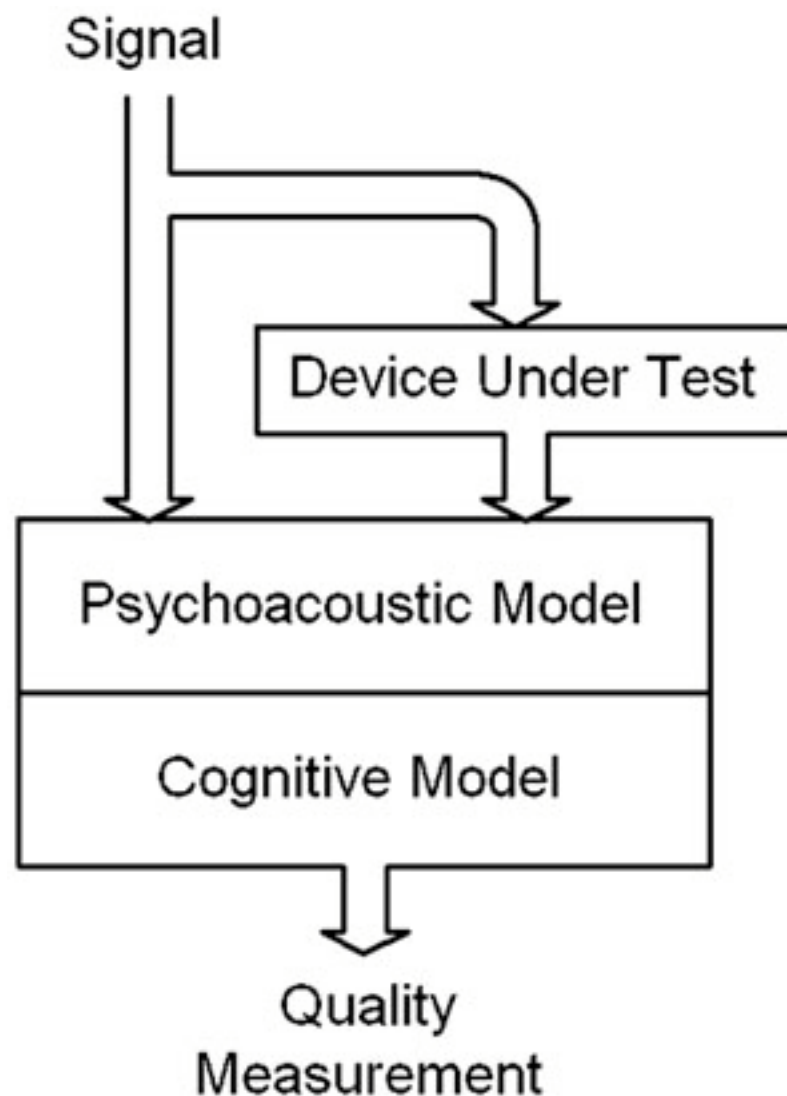 Signal
Device Under Test
Psychoacoustic Model
Cognitive Model
Quality
Measurement